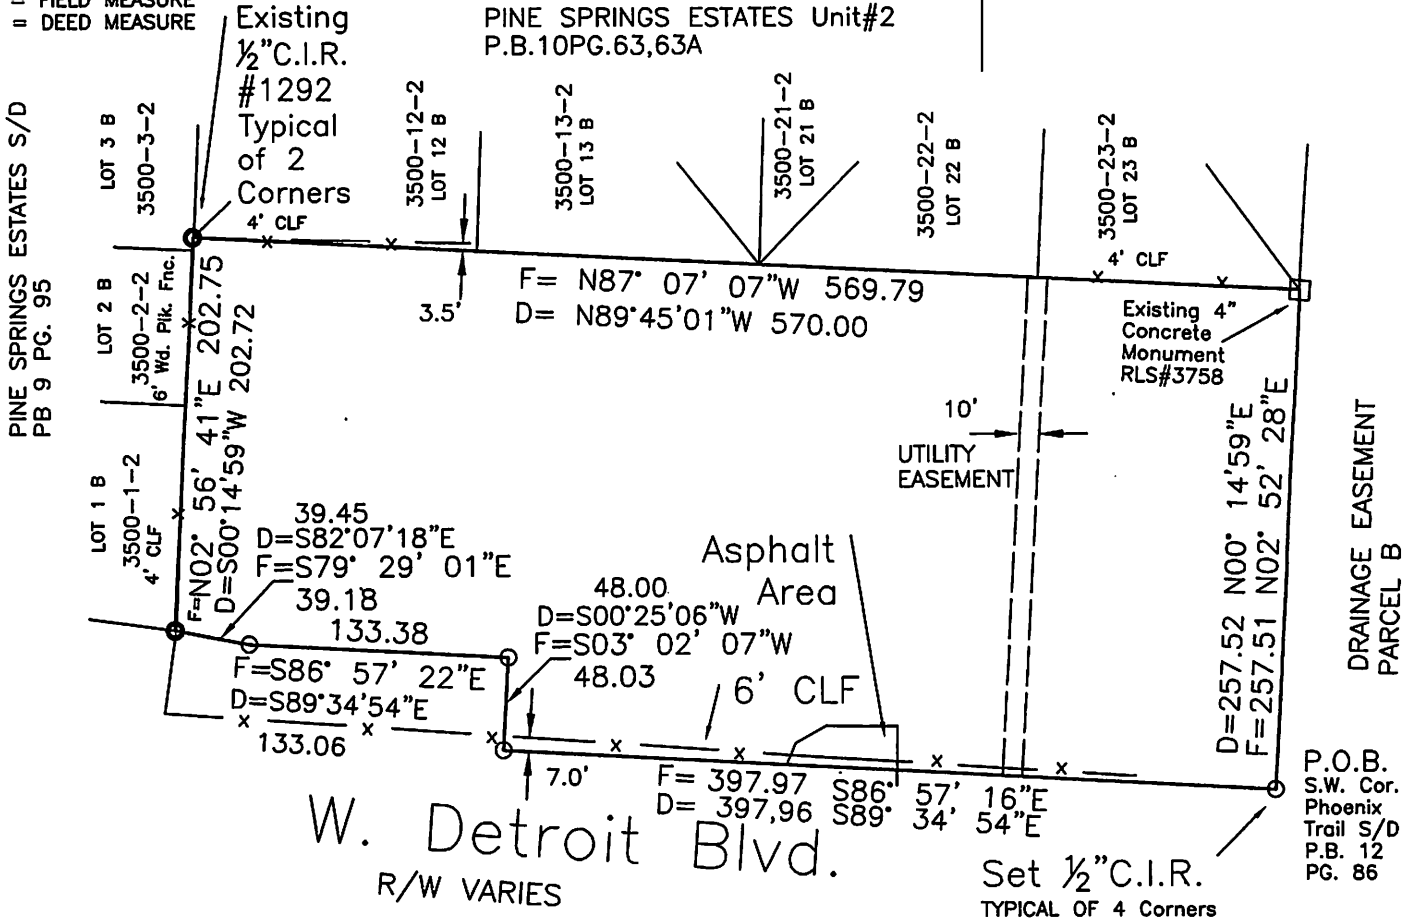 = FIELD MEASURE
= DEED MEASURE
Existing
½"C.I.R.
#1292
Typical
of 2
Corners
PINE SPRINGS ESTATES Unit#2
P.B.10PG.63,63A
PINE SPRINGS ESTATES S/D
PB 9 PG. 95
LOT 3 B
3500-3-2
3500-12-2
LOT 12 B
3500-13-2
LOT 13 B
3500-21-2
LOT 21 B
3500-22-2
LOT 22 B
3500-23-2
LOT 23 B
4' CLF
4' CLF
LOT 2 B
3500-2-2
6' Wd. Pik. Fnc.
F=N02° 56' 41"E 202.75
D=S00°14'59"W 202.72
3.5'
F= N87° 07' 07"W 569.79
D= N89°45'01"W 570.00
Existing 4"
Concrete
Monument
RLS#3758
10'
UTILITY
EASEMENT
LOT 1 B
3500-1-2
4' CLF
39.45
D=S82°07'18"E
F=S79° 29' 01"E
39.18
133.38
F=S86° 57' 22"E
D=S89°34'54"E
133.06
48.00
D=S00°25'06"W
F=S03° 02' 07"W
48.03
Asphalt
Area
6' CLF
D=257.52 N00° 14'59"E
F=257.51 N02° 52' 28"E
DRAINAGE EASEMENT
PARCEL B
7.0'
F= 397.97 S86° 57' 16"E
D= 397,96 S89° 34' 54"E
P.O.B.
S.W. Cor.
Phoenix
Trail S/D
P.B. 12
PG. 86
W. Detroit Blvd.
R/W VARIES
Set ½"C.I.R.
TYPICAL OF 4 Corners